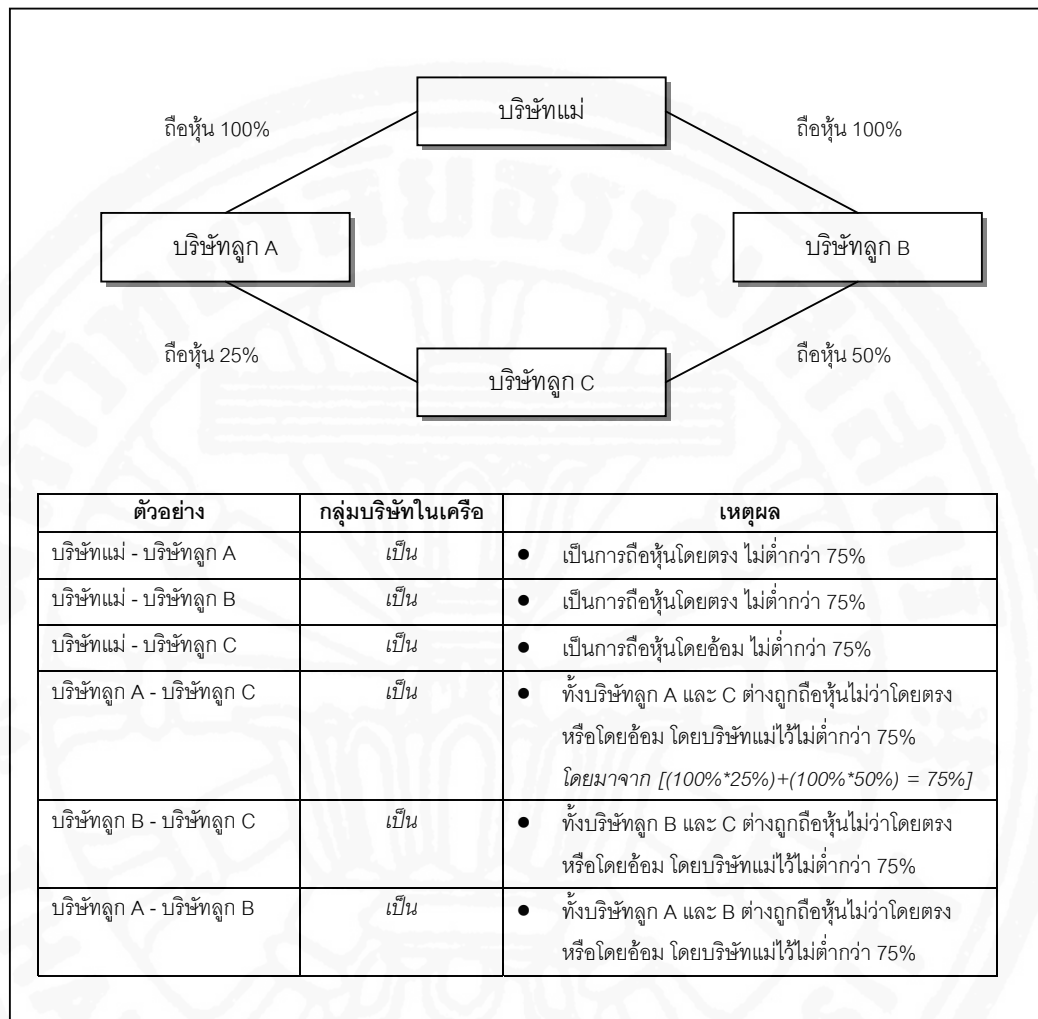 บริษัทแม่
ถือหุ้น 100%
ถือหุ้น 100%
บริษัทลูก A
บริษัทลูก B
ถือหุ้น 25%
ถือหุ้น 50%
บริษัทลูก C
ตัวอย่าง กลุ่มบริษัทในเครือ เหตุผล
บริษัทแม่ - บริษัทลูก A เป็น ● เป็นการถือหุ้นโดยตรง ไม่ต่ำกว่า 75%
บริษัทแม่ - บริษัทลูก B เป็น ● เป็นการถือหุ้นโดยตรง ไม่ต่ำกว่า 75%
บริษัทแม่ - บริษัทลูก C เป็น ● เป็นการถือหุ้นโดยอ้อม ไม่ต่ำกว่า 75%
บริษัทลูก A - บริษัทลูก C เป็น ● ทั้งบริษัทลูก A และ C ต่างถูกถือหุ้นไม่ว่าโดยตรง
หรือโดยอ้อม โดยบริษัทแม่ไว้ไม่ต่ำกว่า 75%
โดยมาจาก [(100%*25%)+(100%*50%) = 75%]
บริษัทลูก B - บริษัทลูก C เป็น ● ทั้งบริษัทลูก B และ C ต่างถูกถือหุ้นไม่ว่าโดยตรง
หรือโดยอ้อม โดยบริษัทแม่ไว้ไม่ต่ำกว่า 75%
บริษัทลูก A - บริษัทลูก B เป็น ● ทั้งบริษัทลูก A และ B ต่างถูกถือหุ้นไม่ว่าโดยตรง
หรือโดยอ้อม โดยบริษัทแม่ไว้ไม่ต่ำกว่า 75%